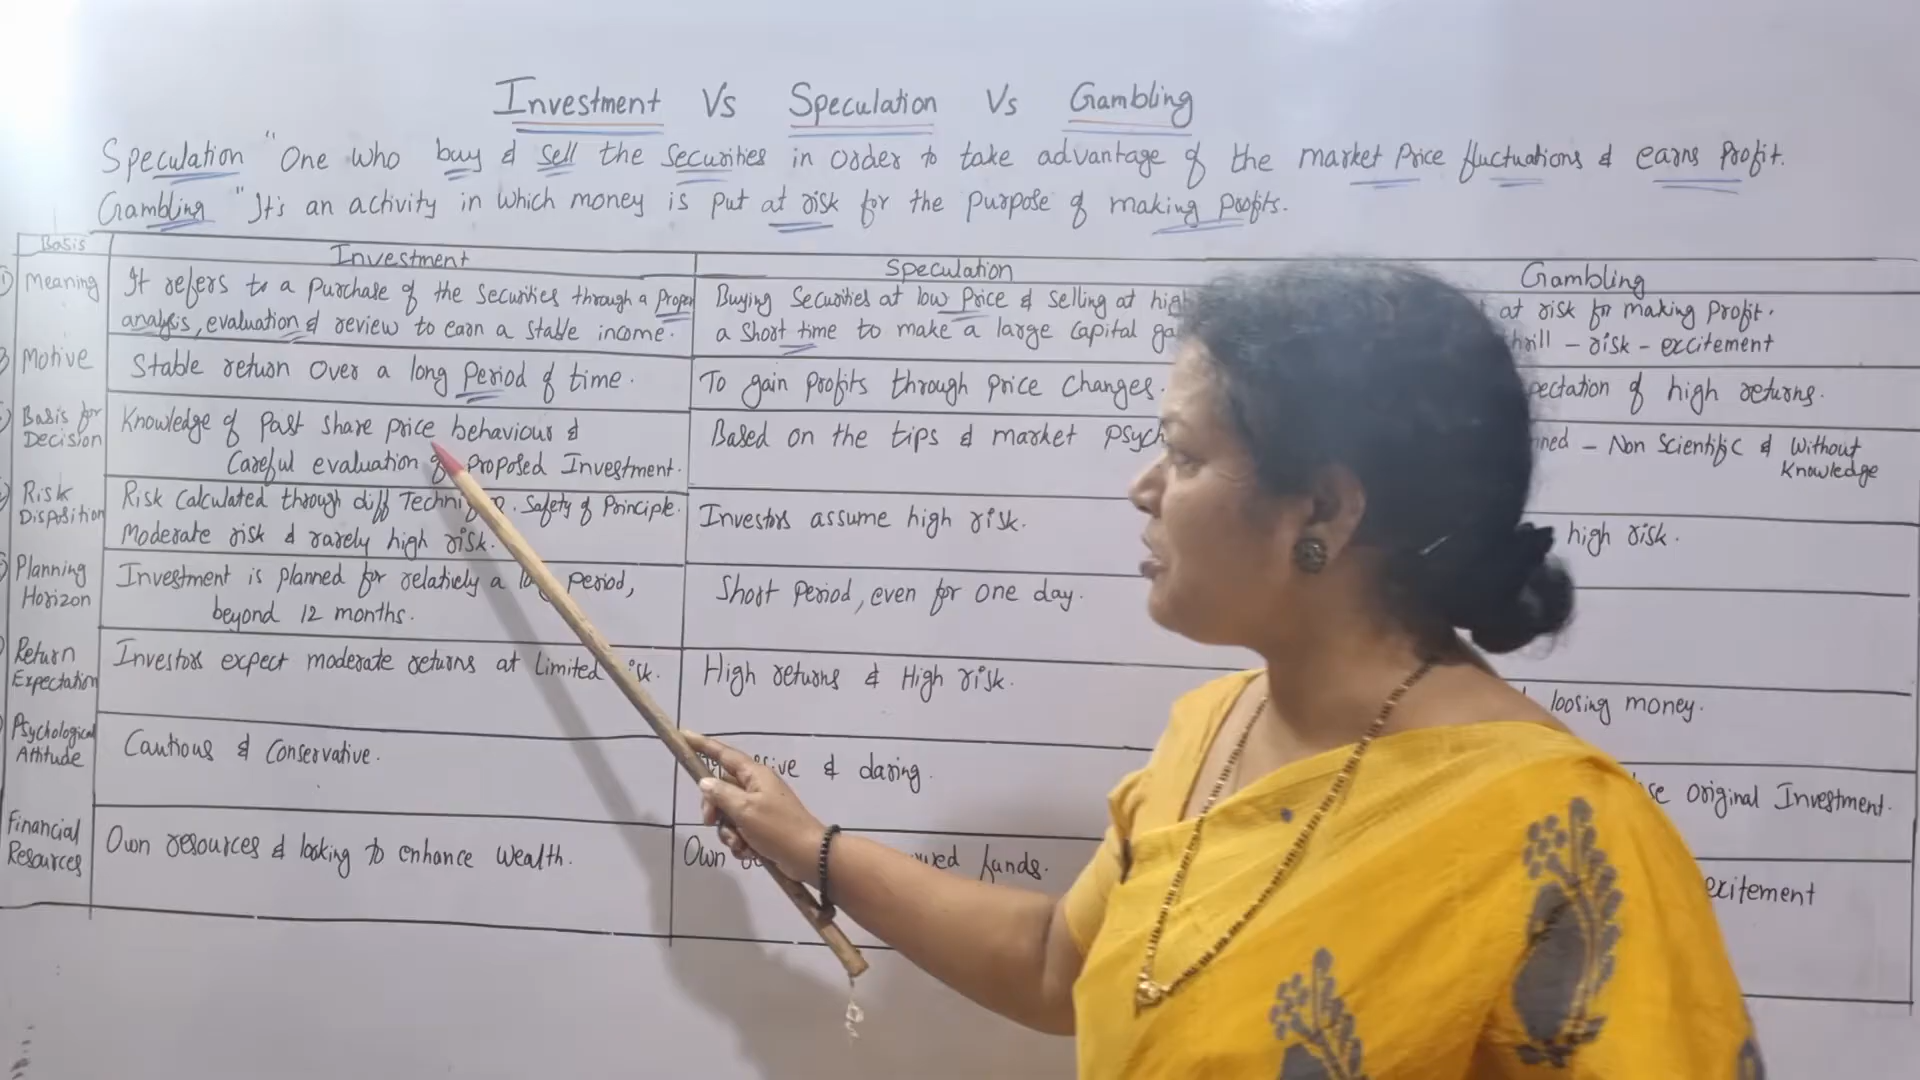 Investment Vs Speculation Vs Gambling
Speculation "One who buy & sell the securities in order to take advantage of the market price fluctuations & earns profit.
Gambling "It's an activity in which money is put at risk for the purpose of making profits.
Basis Investment Speculation Gambling
① Meaning
It refers to a purchase of the securities through a proper
analysis, evaluation & review to earn a stable income.
Buying securities at low price & selling at high
a short time to make a large capital
at risk for making profit.
thrill - risk - excitement
Motive
Stable return over a long period of time.
To gain profits through price changes.
of high returns.
Basis for
Decision
Knowledge of past share price behaviour &
Careful evaluation of proposed Investment.
Based on the tips & market
- Non Scientific & Without
Knowledge
Risk
Disposition
Risk calculated through diff Safety of Principle.
Moderate risk & rarely high risk.
Investors assume high risk.
high risk.
Planning
Horizon
Investment is planned for relatiely a period,
beyond 12 months.
Short period, even for one day.
Return
Expectation
Investors expect moderate returns at limited risk.
High returns & High risk.
loosing money.
Psychological
Attitude
Cautious & Conservative.
& daring.
original Investment.
Financial
Resources
Own resources & looking to enhance wealth.
Own funds.
excitement